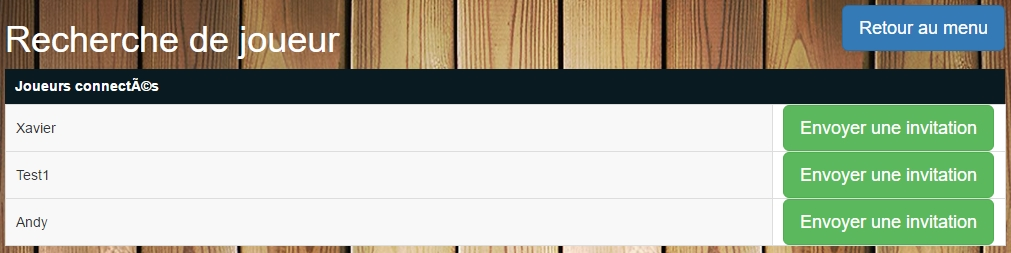 Recherche de joueur
Retour au menu
Joueurs connectÃ©s
Xavier
Envoyer une invitation
Test1
Envoyer une invitation
Andy
Envoyer une invitation